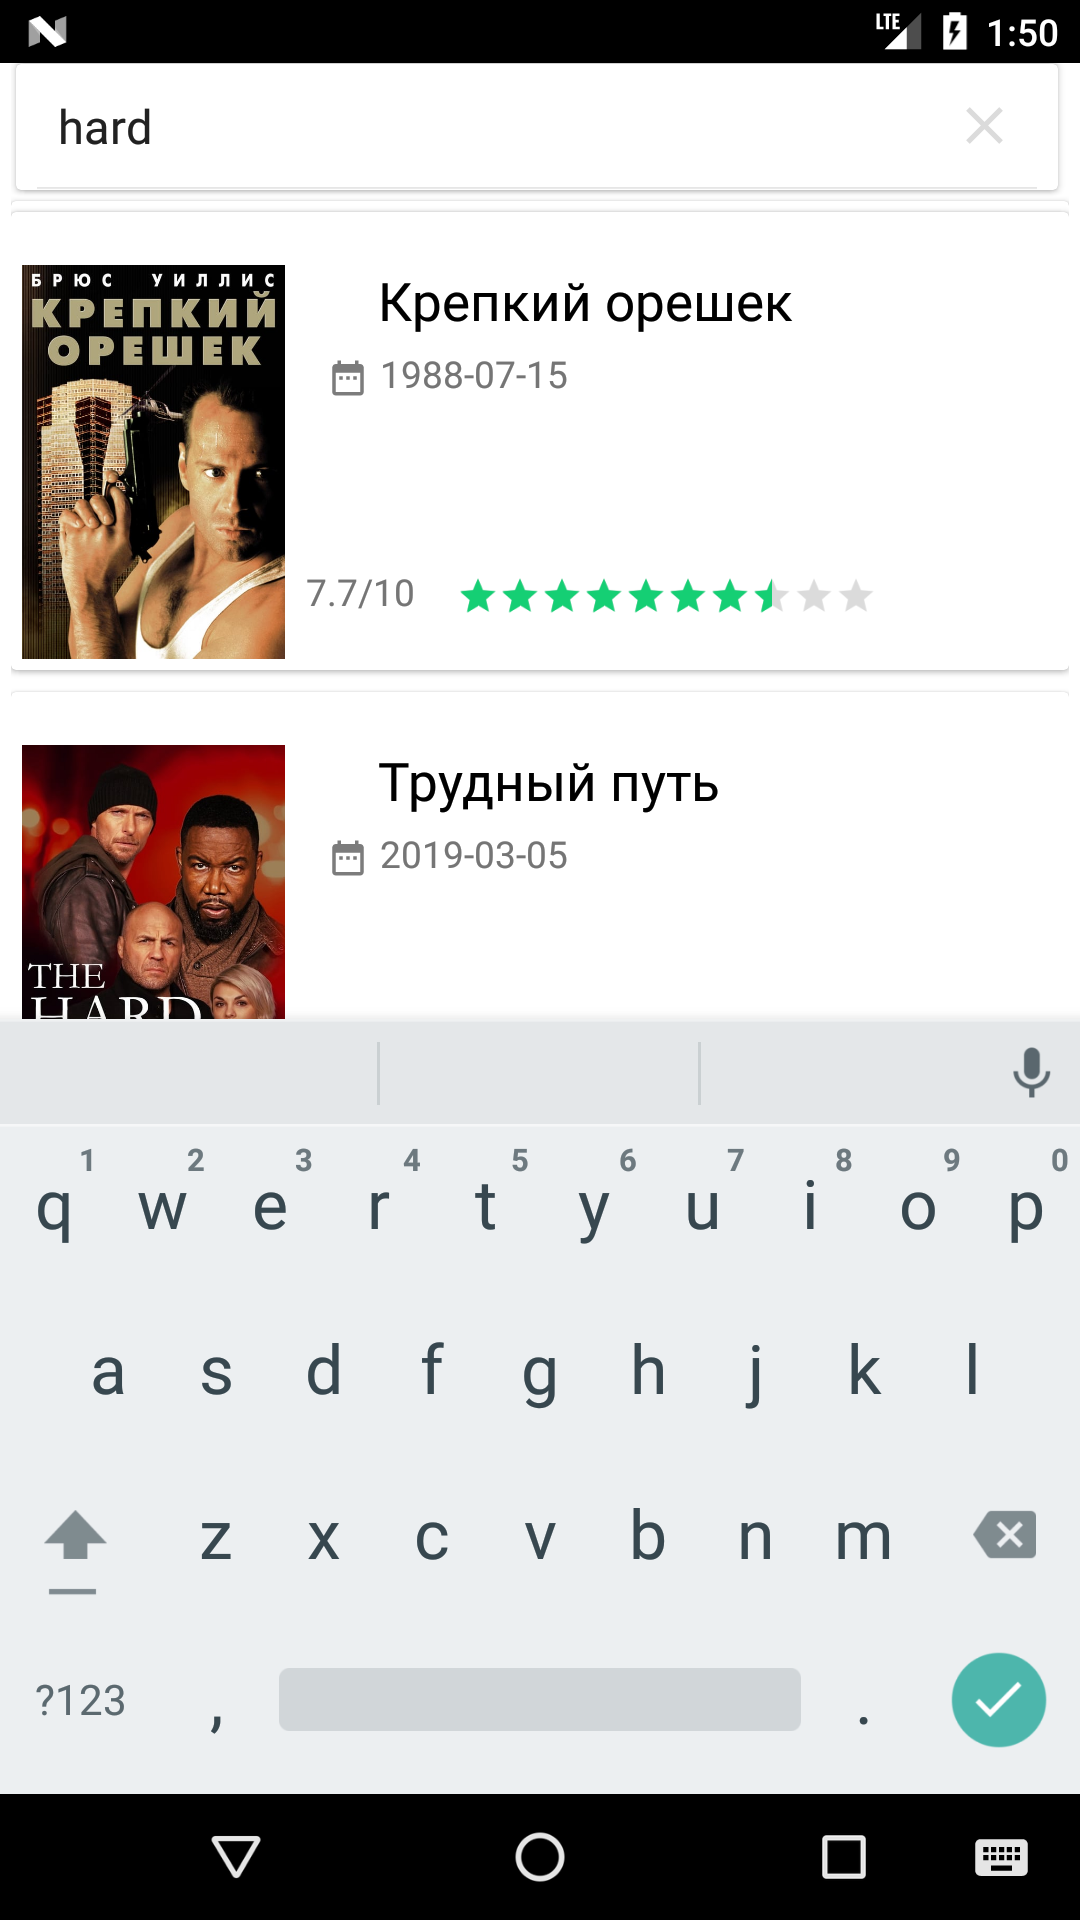 LTE 1:50
hard
БРЮС УИЛЛИС
КРЕПКИЙ
ОРЕШЕК
Крепкий орешек
1988-07-15
7.7/10
Трудный путь
2019-03-05
THE
HARD
1 2 3 4 5 6 7 8 9 0
q w e r t y u i o p
a s d f g h j k l
z x c v b n m
?123 , .